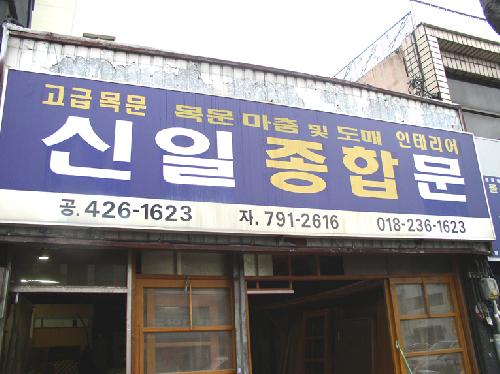 고급목문 목문 마춤 및 도매 인테리어
신일종합문
공. 426-1623 자. 791-2616 018-236-1623